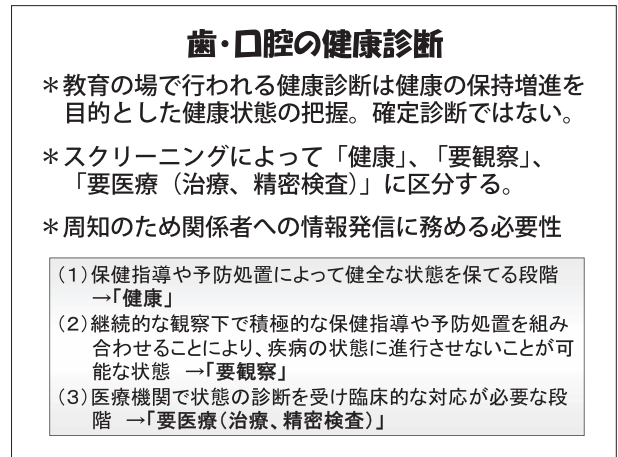 歯・口腔の健康診断
＊教育の場で行われる健康診断は健康の保持増進を
目的とした健康状態の把握。確定診断ではない。
＊スクリーニングによって「健康」、「要観察」、
「要医療（治療、精密検査）」に区分する。
＊周知のため関係者への情報発信に務める必要性
（1）保健指導や予防処置によって健全な状態を保てる段階
→「健康」
（2）継続的な観察下で積極的な保健指導や予防処置を組み
合わせることにより、疾病の状態に進行させないことが可
能な状態　→「要観察」
（3）医療機関で状態の診断を受け臨床的な対応が必要な段
階　→「要医療（治療、精密検査）」